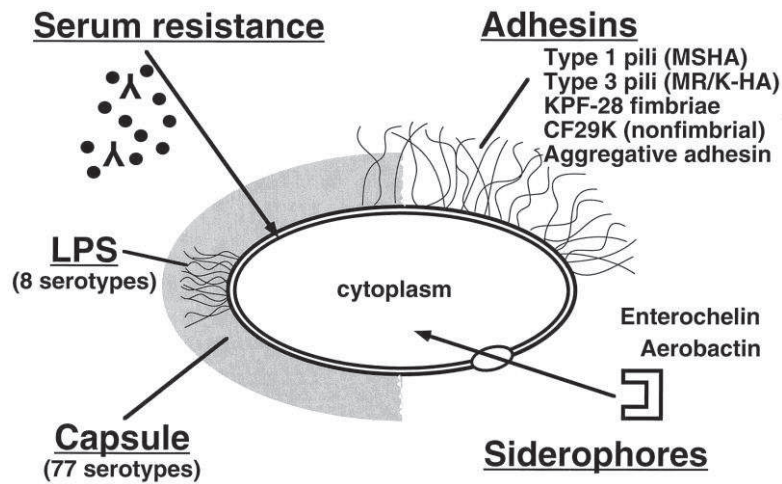 Serum resistance
Adhesins
Type 1 pili (MSHA)
Type 3 pili (MR/K-HA)
KPF-28 fimbriae
CF29K (nonfimbrial)
Aggregative adhesin
LPS
(8 serotypes)
cytoplasm
Enterochelin
Aerobactin
Capsule
(77 serotypes)
Siderophores